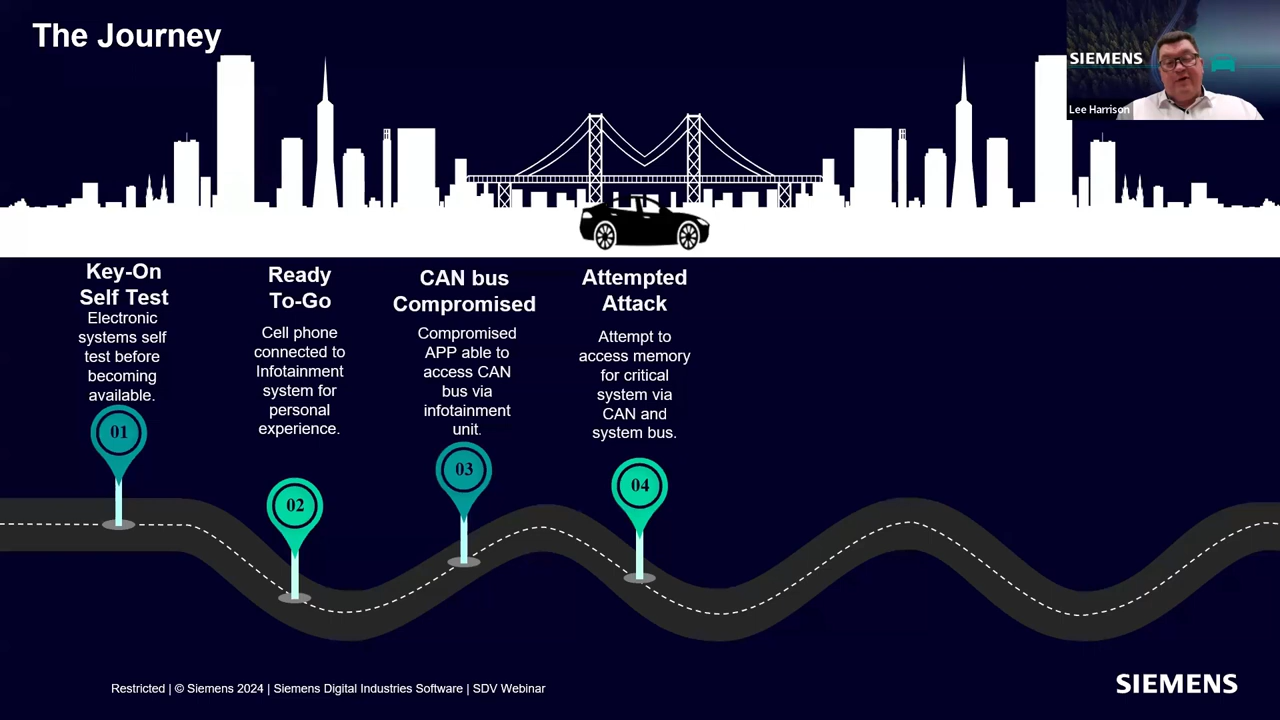 The Journey
SIEMENS
Lee Harrison
Key-On
Self Test
Electronic
systems self
test before
becoming
available.
01
Ready
To-Go
Cell phone
connected to
Infotainment
system for
personal
experience.
02
CAN bus
Compromised
Compromised
APP able to
access CAN
bus via
infotainment
unit.
03
Attempted
Attack
Attempt to
access memory
for critical
system via
CAN and
system bus.
04
Restricted | © Siemens 2024 | Siemens Digital Industries Software | SDV Webinar
SIEMENS